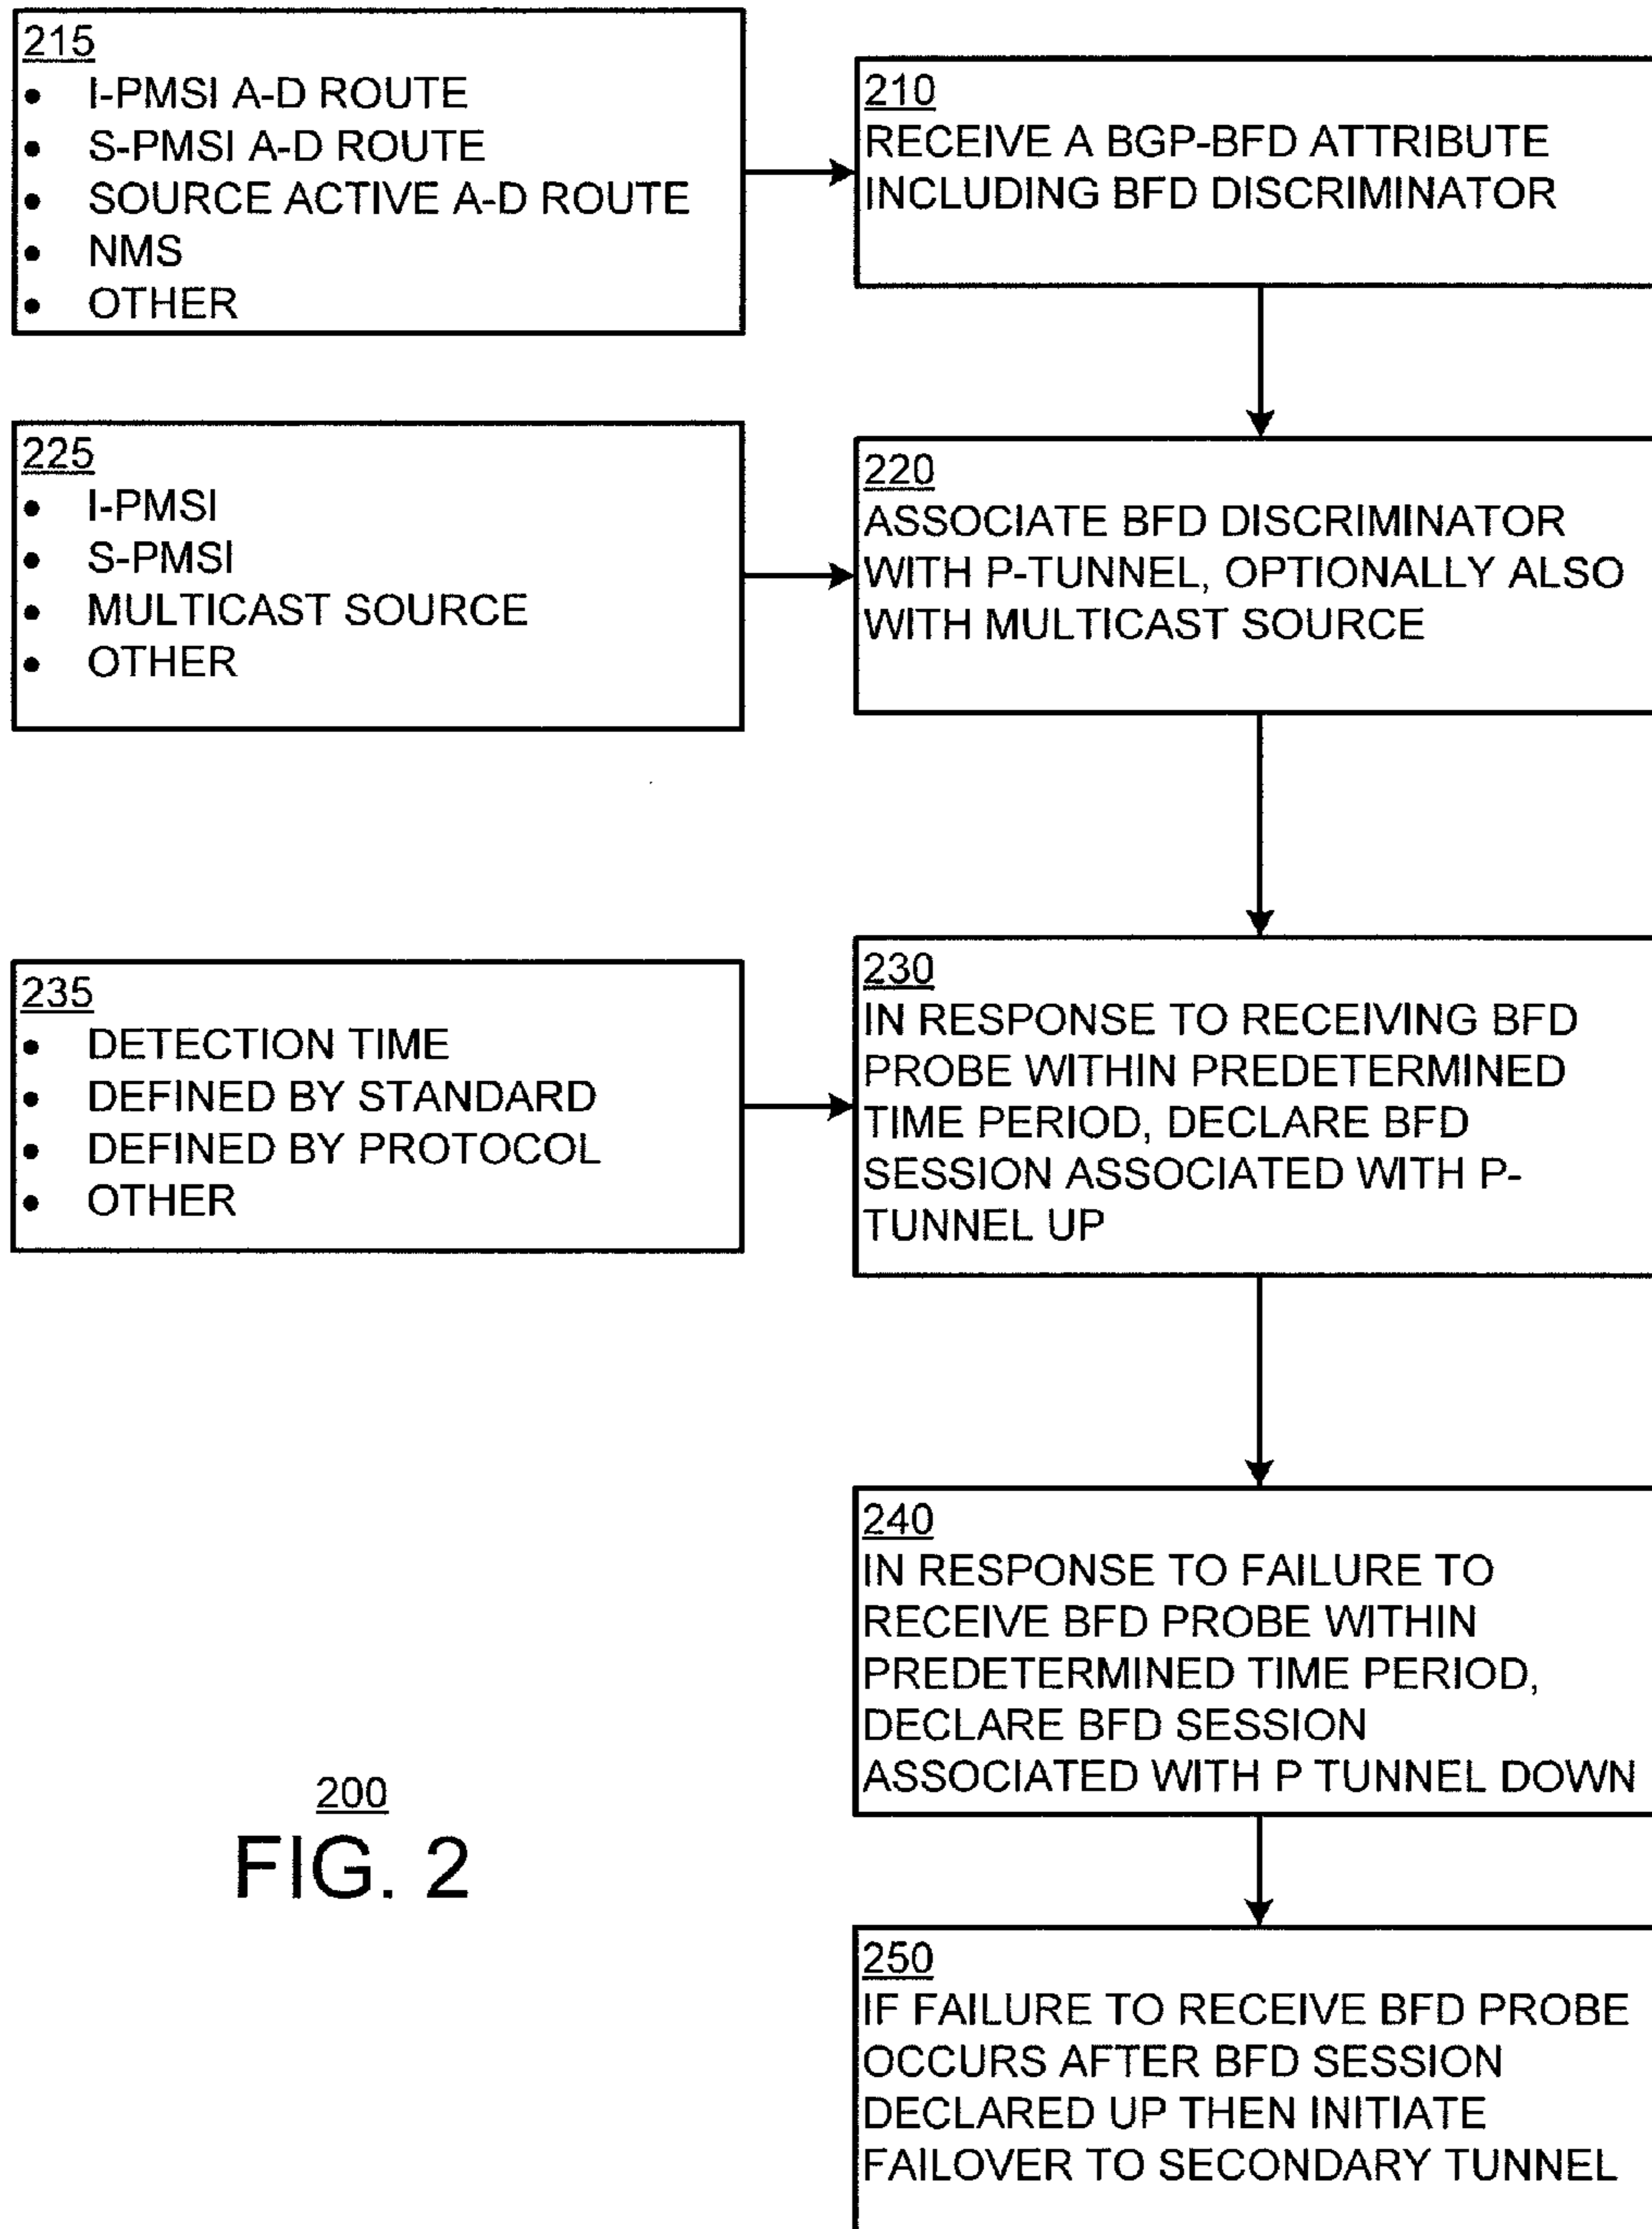 215
• I-PMSI A-D ROUTE
• S-PMSI A-D ROUTE
• SOURCE ACTIVE A-D ROUTE
• NMS
• OTHER
210
RECEIVE A BGP-BFD ATTRIBUTE
INCLUDING BFD DISCRIMINATOR
225
• I-PMSI
• S-PMSI
• MULTICAST SOURCE
• OTHER
220
ASSOCIATE BFD DISCRIMINATOR
WITH P-TUNNEL, OPTIONALLY ALSO
WITH MULTICAST SOURCE
235
• DETECTION TIME
• DEFINED BY STANDARD
• DEFINED BY PROTOCOL
• OTHER
230
IN RESPONSE TO RECEIVING BFD
PROBE WITHIN PREDETERMINED
TIME PERIOD, DECLARE BFD
SESSION ASSOCIATED WITH P-
TUNNEL UP
240
IN RESPONSE TO FAILURE TO
RECEIVE BFD PROBE WITHIN
PREDETERMINED TIME PERIOD,
DECLARE BFD SESSION
ASSOCIATED WITH P TUNNEL DOWN
250
IF FAILURE TO RECEIVE BFD PROBE
OCCURS AFTER BFD SESSION
DECLARED UP THEN INITIATE
FAILOVER TO SECONDARY TUNNEL
200
FIG. 2